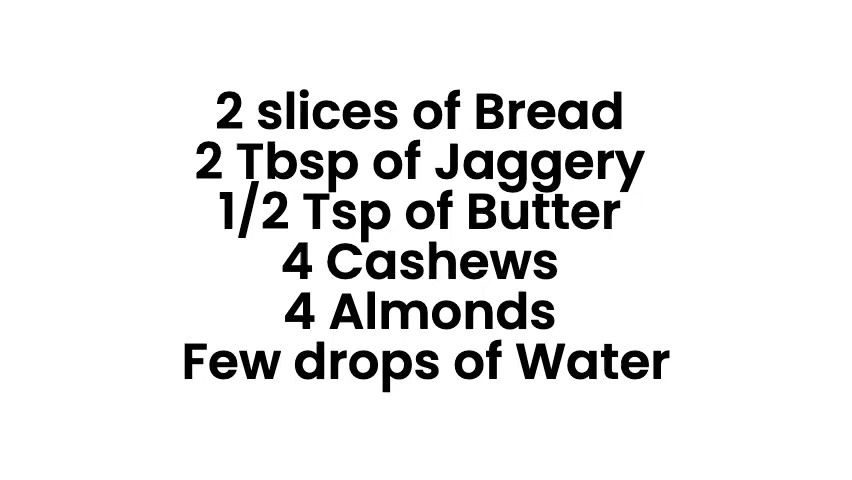 2 slices of Bread
2 Tbsp of Jaggery
1/2 Tsp of Butter
4 Cashews
4 Almonds
Few drops of Water